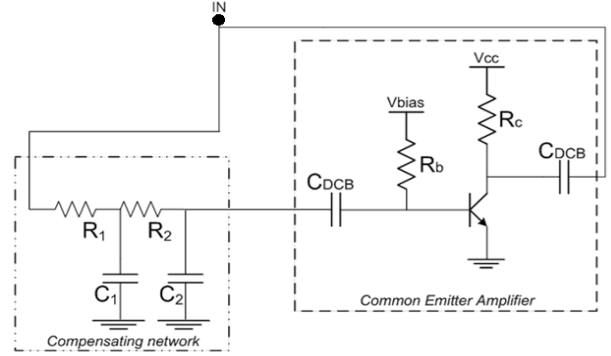 IN
Vcc
Vbias
Rc
CDCB
Rb
CDCB
R1
R2
C1
C2
Common Emitter Amplifier
Compensating network